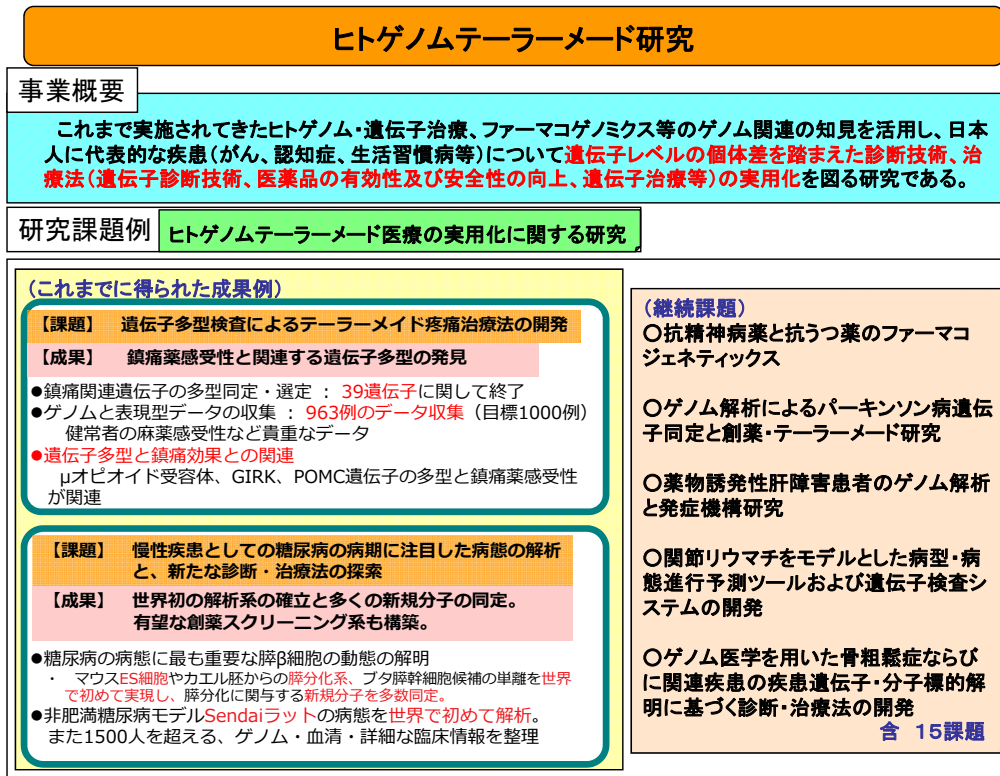 ヒトゲノムテーラーメード研究
事業概要
これまで実施されてきたヒトゲノム・遺伝子治療、ファーマコゲノミクス等のゲノム関連の知見を活用し、日本
人に代表的な疾患(がん、認知症、生活習慣病等)について遺伝子レベルの個体差を踏まえた診断技術、治
療法(遺伝子診断技術、医薬品の有効性及び安全性の向上、遺伝子治療等)の実用化を図る研究である。
研究課題例
ヒトゲノムテーラーメード医療の実用化に関する研究
(これまでに得られた成果例)
【課題】 遺伝子多型検査によるテーラーメイド疼痛治療法の開発
【成果】 鎮痛薬感受性と関連する遺伝子多型の発見
●鎮痛関連遺伝子の多型同定・選定 : 39遺伝子に関して終了
●ゲノムと表現型データの収集 : 963例のデータ収集(目標1000例)
健常者の麻薬感受性など貴重なデータ
●遺伝子多型と鎮痛効果との関連
μオピオイド受容体、GIRK、POMC遺伝子の多型と鎮痛薬感受性
が関連
【課題】 慢性疾患としての糖尿病の病期に注目した病態の解析
と、新たな診断・治療法の探索
【成果】 世界初の解析系の確立と多くの新規分子の同定。
有望な創薬スクリーニング系も構築。
●糖尿病の病態に最も重要な膵β細胞の動態の解明
・ マウスES細胞やカエル胚からの膵分化系、ブタ膵幹細胞候補の単離を世界
で初めて実現し、膵分化に関与する新規分子を多数同定。
●非肥満糖尿病モデルSendaiラットの病態を世界で初めて解析。
また1500人を超える、ゲノム・血清・詳細な臨床情報を整理
(継続課題)
○抗精神病薬と抗うつ薬のファーマコ
ジェネティックス
○ゲノム解析によるパーキンソン病遺伝
子同定と創薬・テーラーメード研究
○薬物誘発性肝障害患者のゲノム解析
と発症機構研究
○関節リウマチをモデルとした病型・病
態進行予測ツールおよび遺伝子検査シ
ステムの開発
○ゲノム医学を用いた骨粗鬆症ならび
に関連疾患の疾患遺伝子・分子標的解
明に基づく診断・治療法の開発
含 15課題